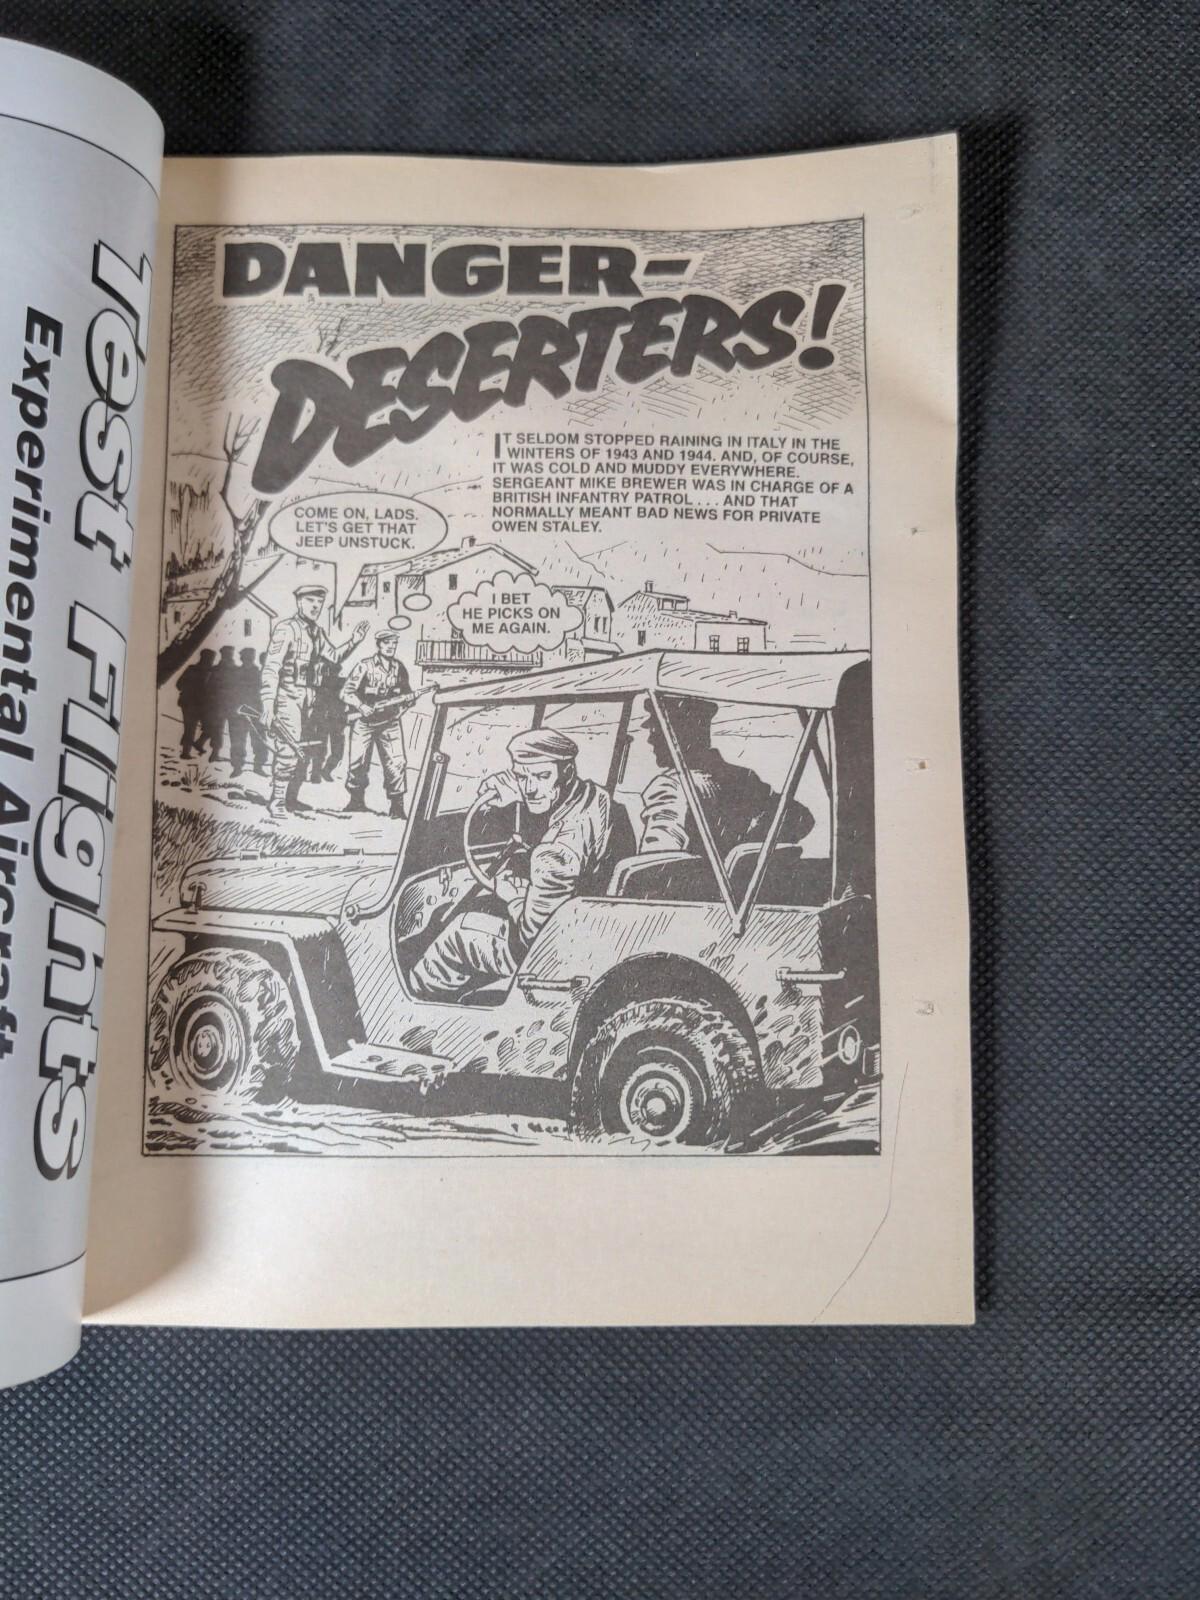 Test Flights
Experimental Aircraft
DANGER-
DESERTERS!
IT SELDOM STOPPED RAINING IN ITALY IN THE
WINTERS OF 1943 AND 1944. AND, OF COURSE,
IT WAS COLD AND MUDDY EVERYWHERE.
SERGEANT MIKE BREWER WAS IN CHARGE OF A
BRITISH INFANTRY PATROL . . . AND THAT
NORMALLY MEANT BAD NEWS FOR PRIVATE
OWEN STALEY.
COME ON, LADS.
LET'S GET THAT
JEEP UNSTUCK.
I BET
HE PICKS ON
ME AGAIN.